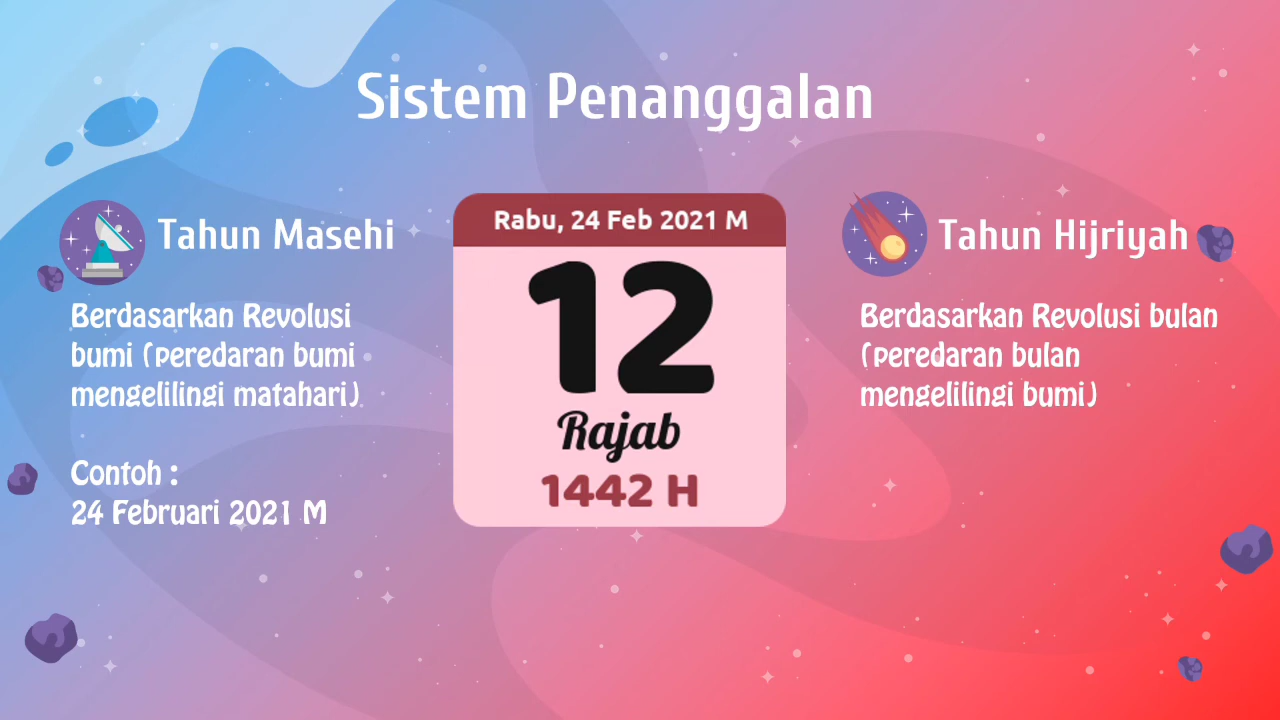 Sistem Penanggalan
Tahun Masehi
Berdasarkan Revolusi
bumi (peredaran bumi
mengelilingi matahari)
Contoh :
24 Februari 2021 M
Rabu, 24 Feb 2021 M
12
Rajab
1442 H
Tahun Hijriyah
Berdasarkan Revolusi bulan
(peredaran bulan
mengelilingi bumi)